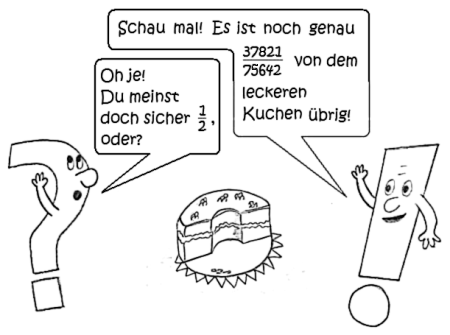 Schau mal! Es ist noch genau
37821/75642 von dem
leckeren
Kuchen übrig!
Oh je!
Du meinst
doch sicher 1/2,
oder?